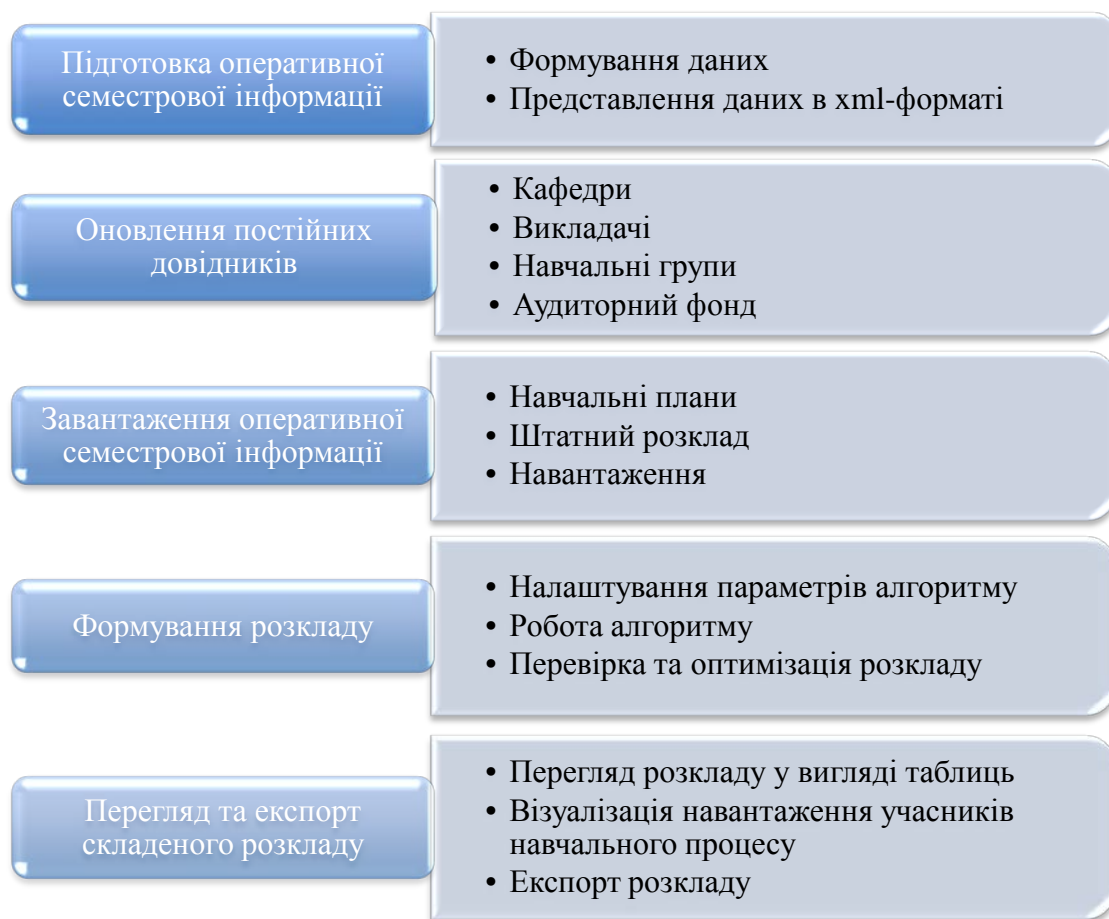 Підготовка оперативної
семестрової інформації
• Формування даних
• Представлення даних в xml-форматі
Оновлення постійних
довідників
• Кафедри
• Викладачі
• Навчальні групи
• Аудиторний фонд
Завантаження оперативної
семестрової інформації
• Навчальні плани
• Штатний розклад
• Навантаження
Формування розкладу
• Налаштування параметрів алгоритму
• Робота алгоритму
• Перевірка та оптимізація розкладу
Перегляд та експорт
складеного розкладу
• Перегляд розкладу у вигляді таблиць
• Візуалізація навантаження учасників
навчального процесу
• Експорт розкладу